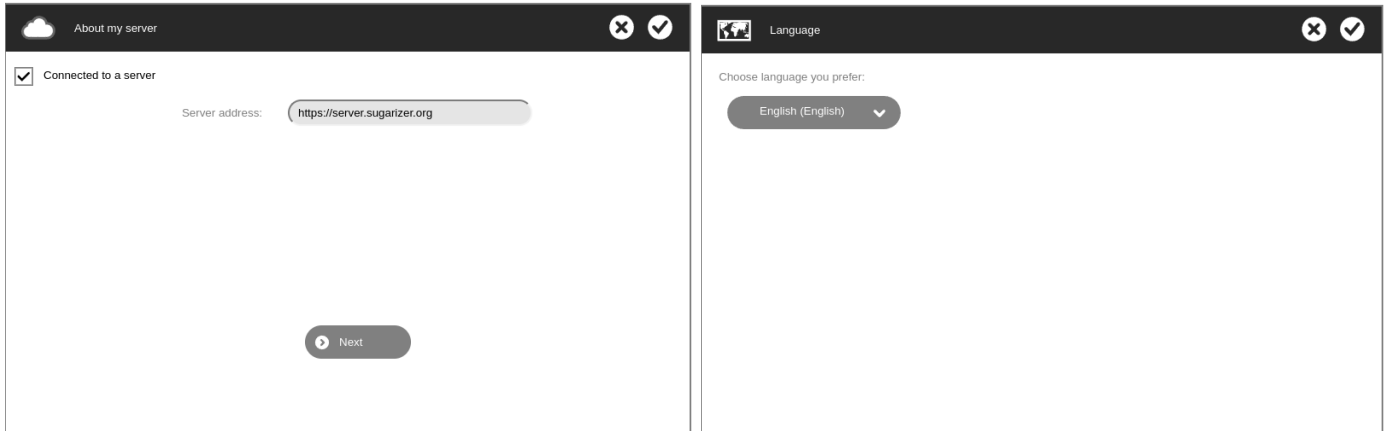 About my server
Connected to a server
Server address: https://server.sugarizer.org
Next
Language
Choose language you prefer:
English (English)